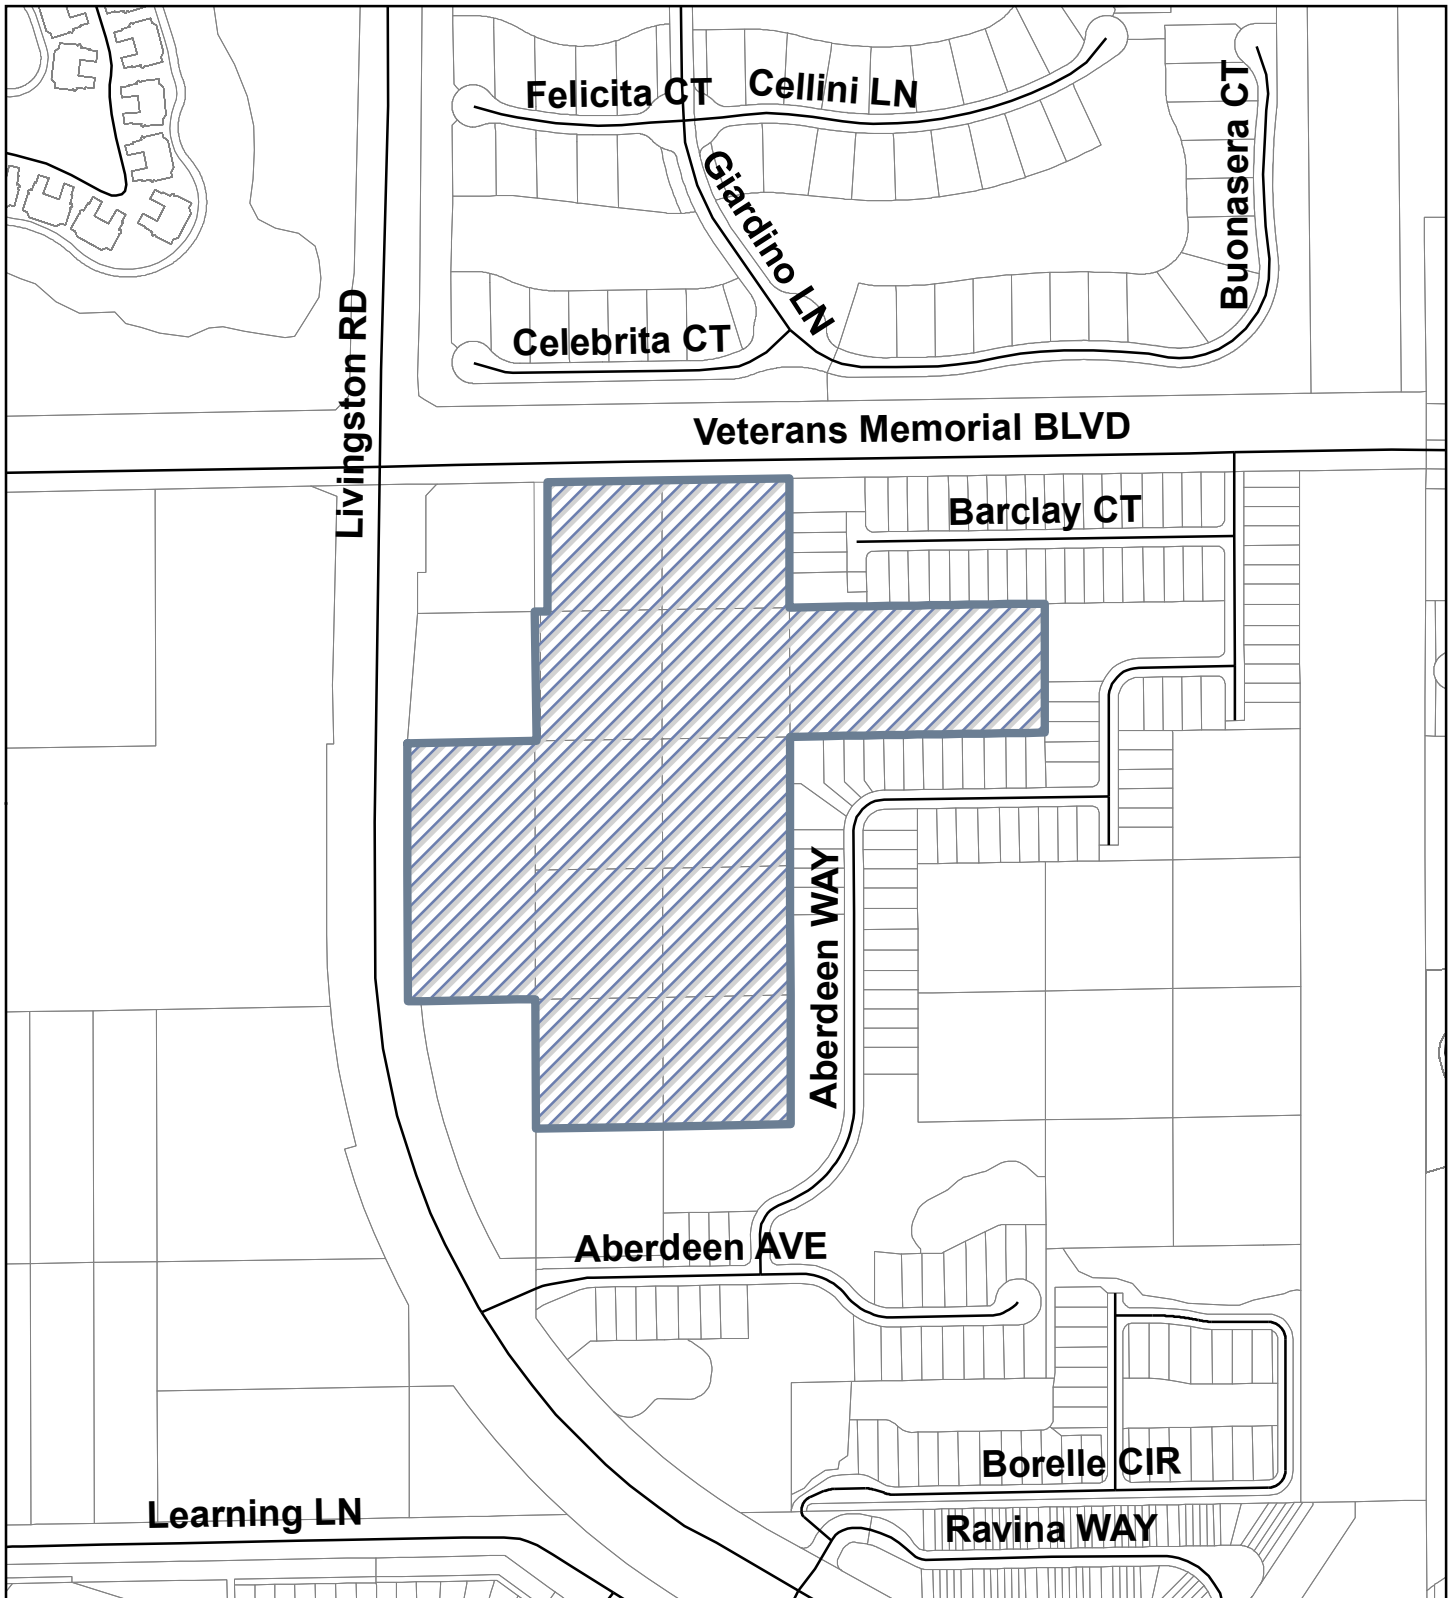 Felicita CT
Cellini LN
Buonasera CT
Giardino LN
Celebrita CT
Livingston RD
Veterans Memorial BLVD
Barclay CT
Aberdeen WAY
Aberdeen AVE
Borelle CIR
Learning LN
Ravina WAY